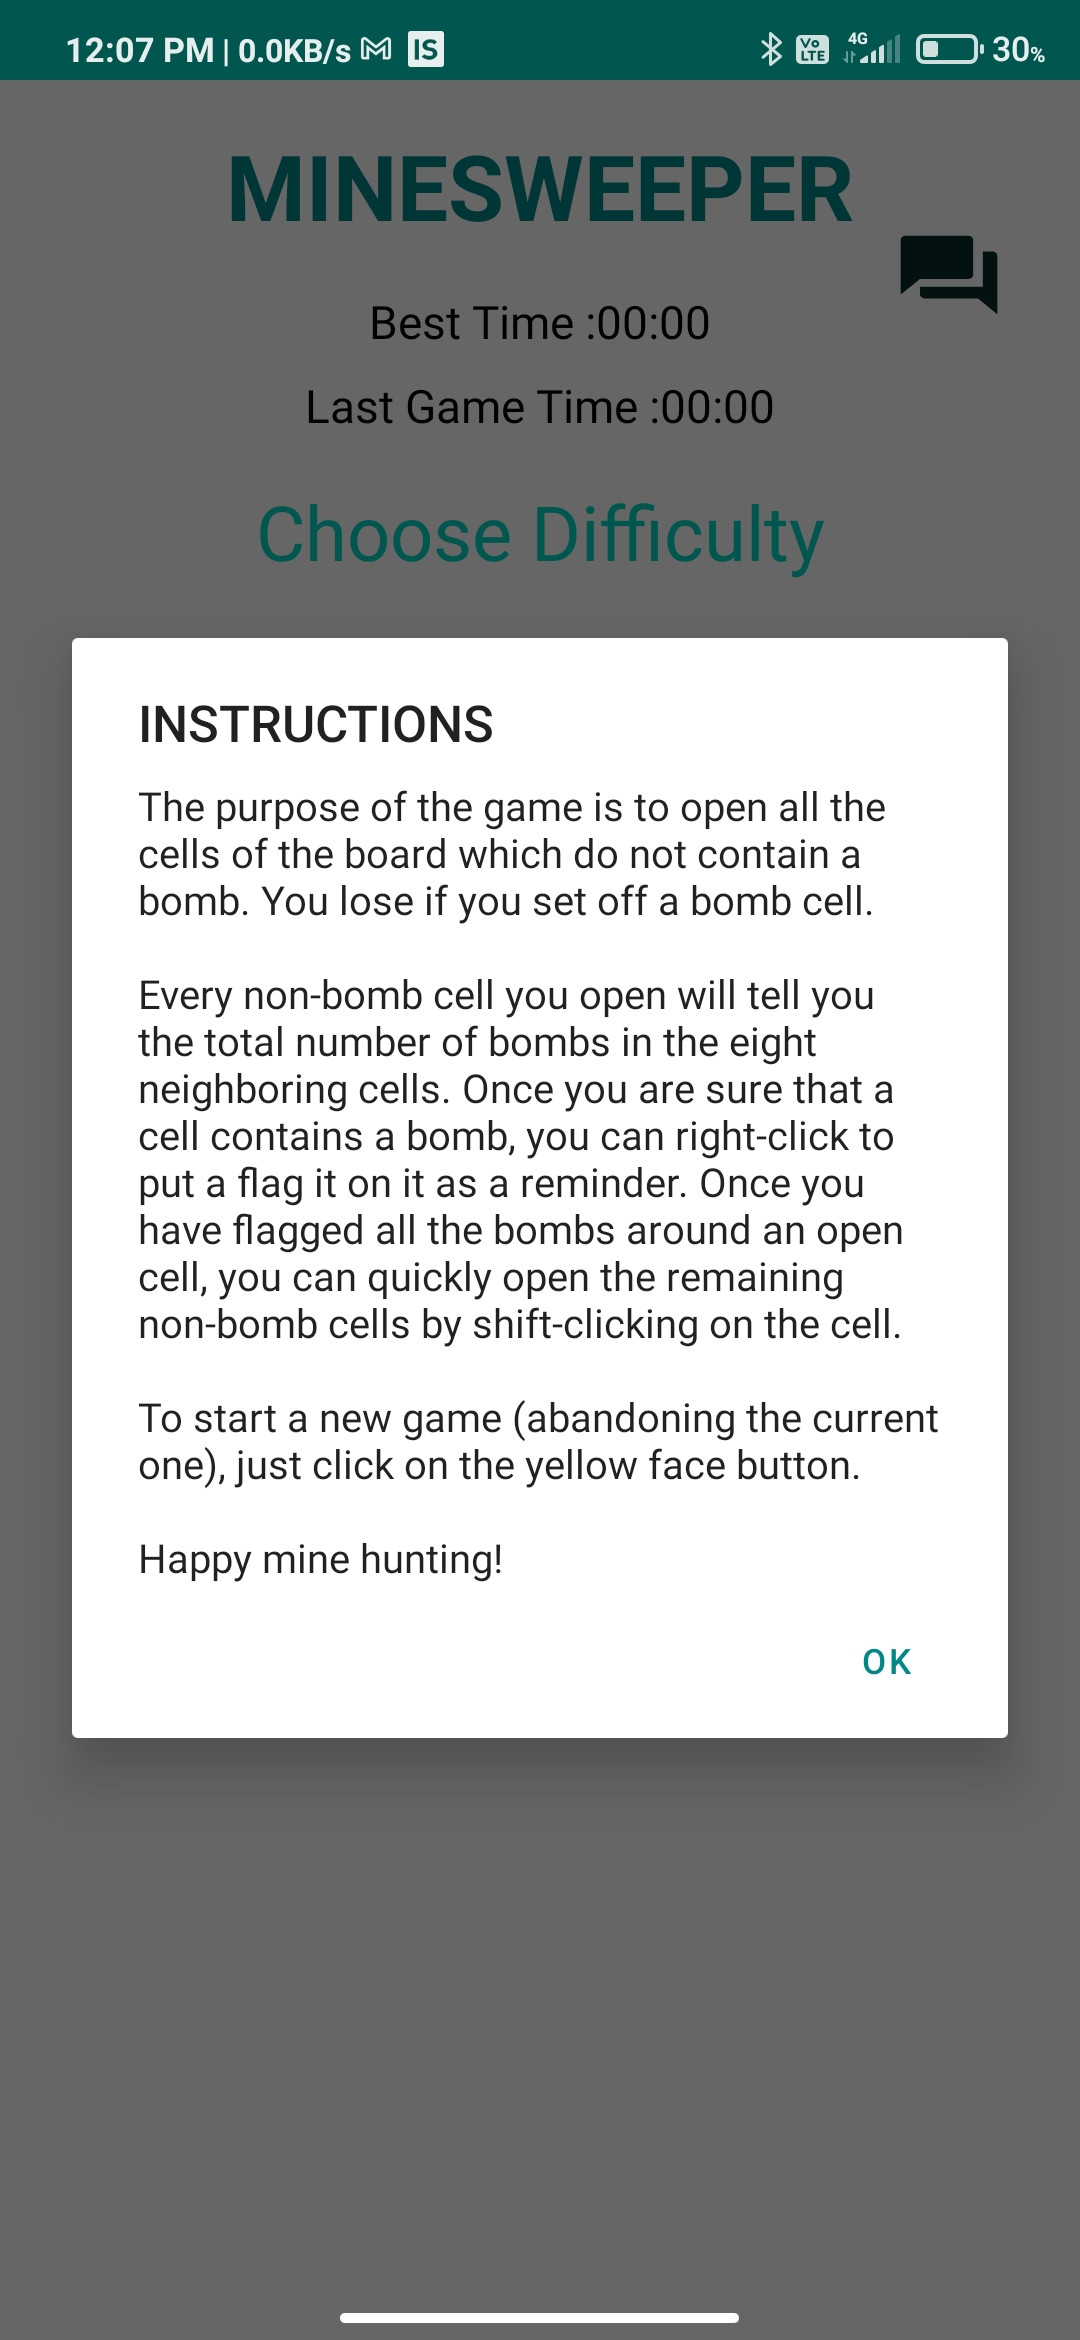 12:07 PM | 0.0KB/s IS Vo LTE 4G 30%
MINESWEEPER
Best Time :00:00
Last Game Time :00:00
Choose Difficulty
INSTRUCTIONS
The purpose of the game is to open all the
cells of the board which do not contain a
bomb. You lose if you set off a bomb cell.
Every non-bomb cell you open will tell you
the total number of bombs in the eight
neighboring cells. Once you are sure that a
cell contains a bomb, you can right-click to
put a flag it on it as a reminder. Once you
have flagged all the bombs around an open
cell, you can quickly open the remaining
non-bomb cells by shift-clicking on the cell.
To start a new game (abandoning the current
one), just click on the yellow face button.
Happy mine hunting!
OK